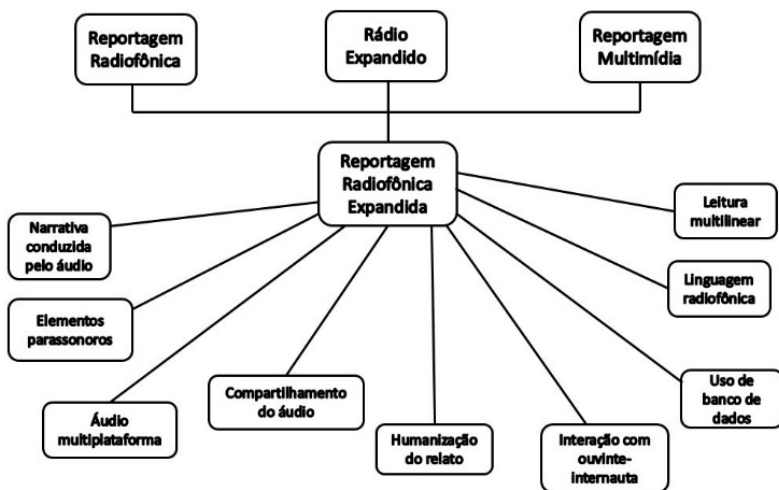 Reportagem
Radiofônica
Rádio
Expandido
Reportagem
Multimídia
Reportagem
Radiofônica
Expandida
Narrativa
conduzida
pelo áudio
Elementos
parassonoros
Áudio
multiplataforma
Compartilhamento
do áudio
Humanização
do relato
Interação com
ouvinte-
internauta
Uso de
banco de
dados
Linguagem
radiofônica
Leitura
multilinear